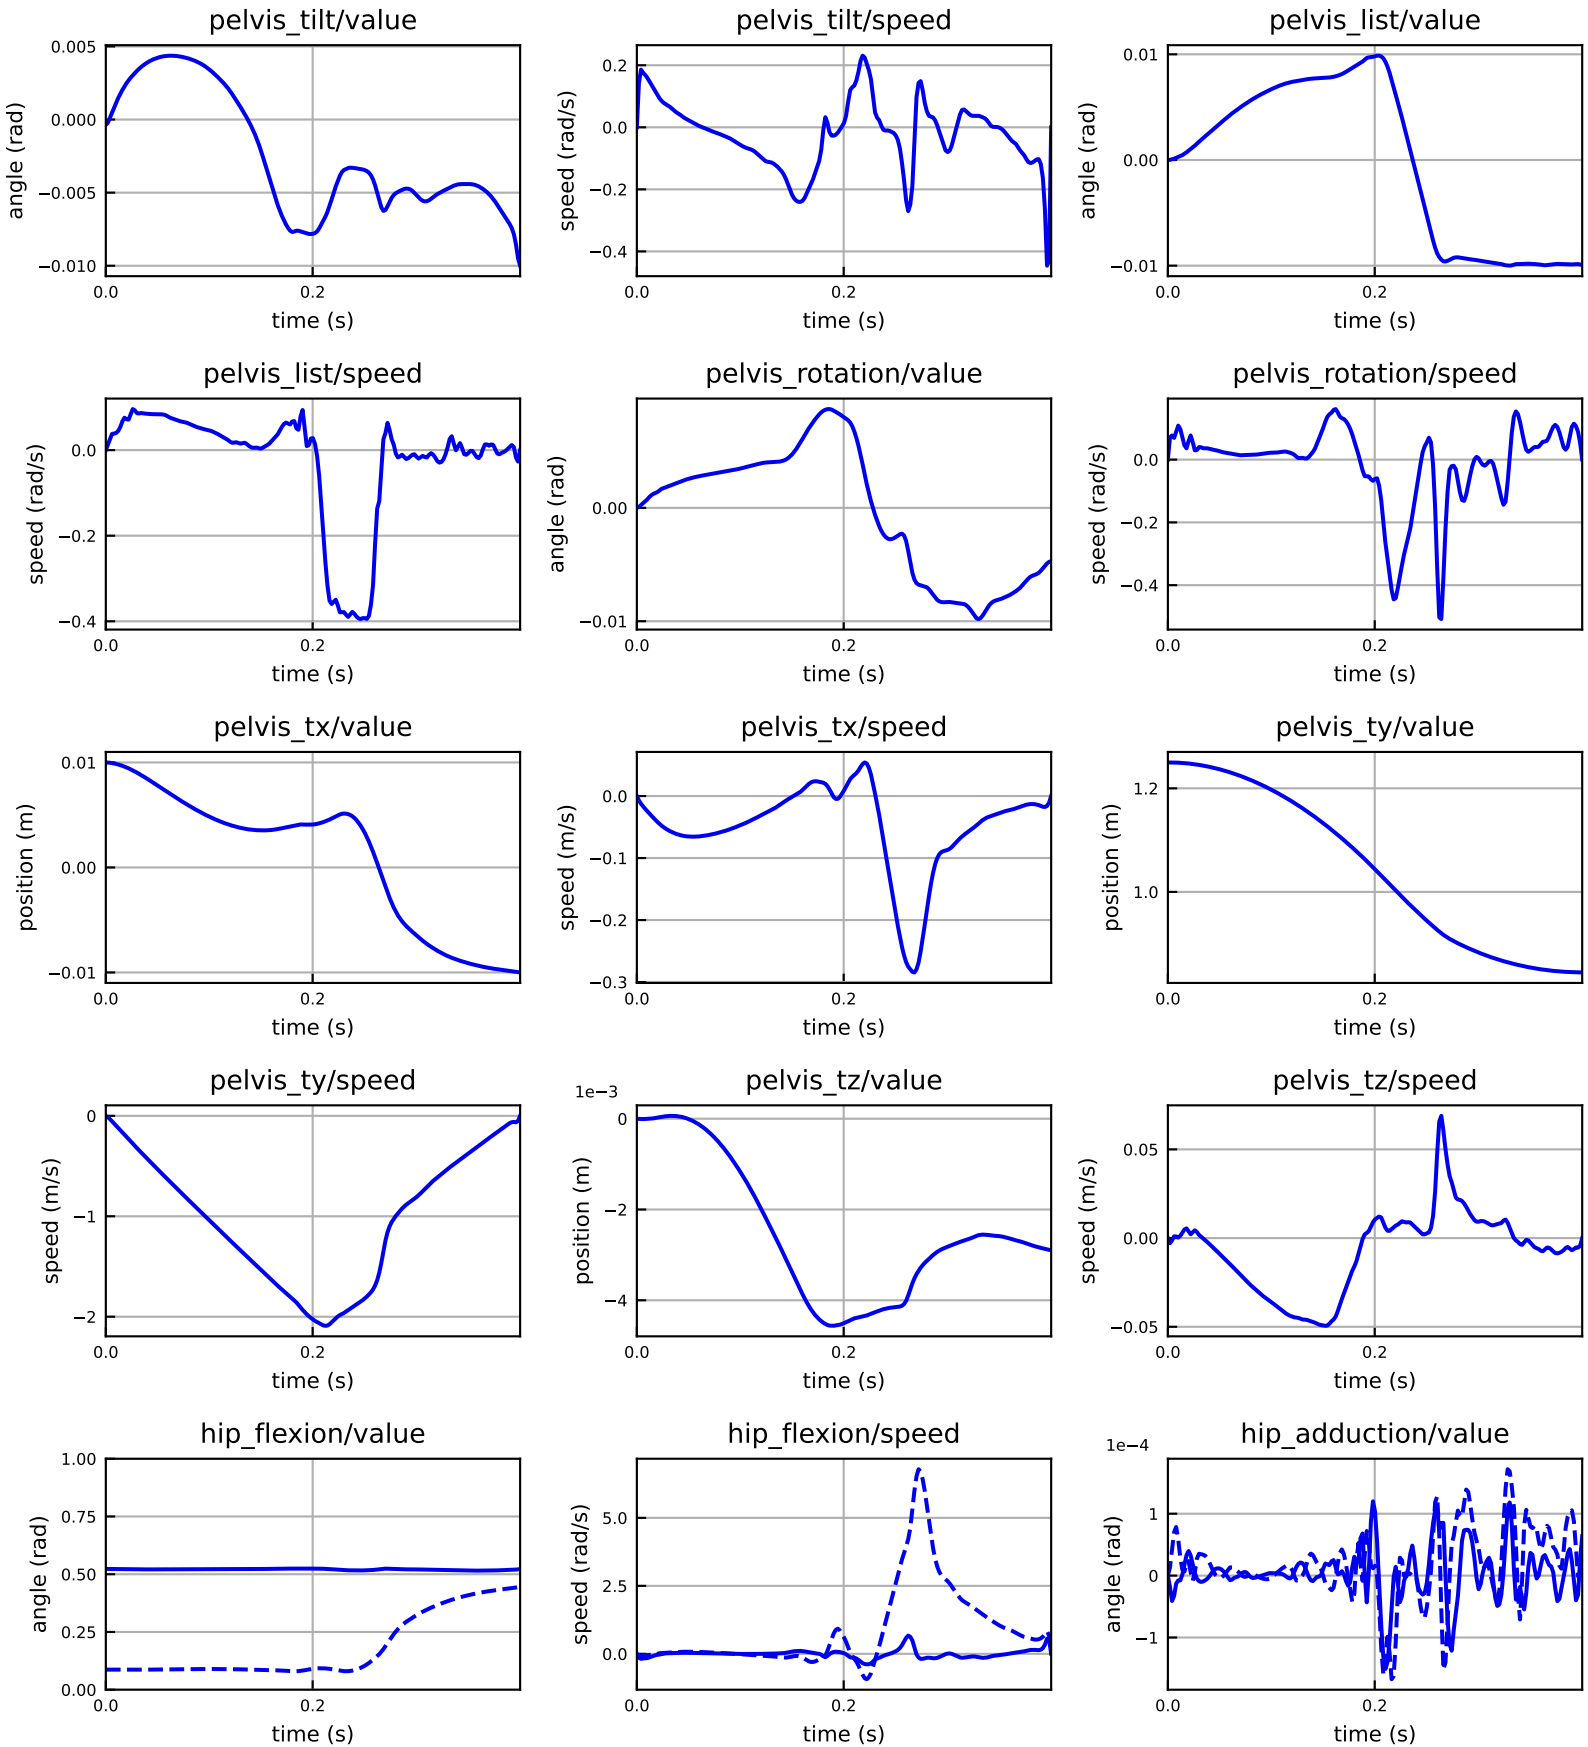 pelvis_tilt/value
angle (rad)
0.005
0.000
−0.005
−0.010
0.0
0.2
time (s)
pelvis_tilt/speed
speed (rad/s)
0.2
0.0
−0.2
−0.4
0.0
0.2
time (s)
pelvis_list/value
angle (rad)
0.01
0.00
−0.01
0.0
0.2
time (s)
pelvis_list/speed
speed (rad/s)
0.0
−0.2
−0.4
0.0
0.2
time (s)
pelvis_rotation/value
angle (rad)
0.00
−0.01
0.0
0.2
time (s)
pelvis_rotation/speed
speed (rad/s)
0.0
−0.2
−0.4
0.0
0.2
time (s)
pelvis_tx/value
position (m)
0.01
0.00
−0.01
0.0
0.2
time (s)
pelvis_tx/speed
speed (m/s)
0.0
−0.1
−0.2
−0.3
0.0
0.2
time (s)
pelvis_ty/value
position (m)
1.2
1.0
0.0
0.2
time (s)
pelvis_ty/speed
speed (m/s)
0
−1
−2
0.0
0.2
time (s)
pelvis_tz/value
1e−3
position (m)
0
−2
−4
0.0
0.2
time (s)
pelvis_tz/speed
speed (m/s)
0.05
0.00
−0.05
0.0
0.2
time (s)
hip_flexion/value
angle (rad)
1.00
0.75
0.50
0.25
0.00
0.0
0.2
time (s)
hip_flexion/speed
speed (rad/s)
5.0
2.5
0.0
0.0
0.2
time (s)
hip_adduction/value
1e−4
angle (rad)
1
0
−1
0.0
0.2
time (s)